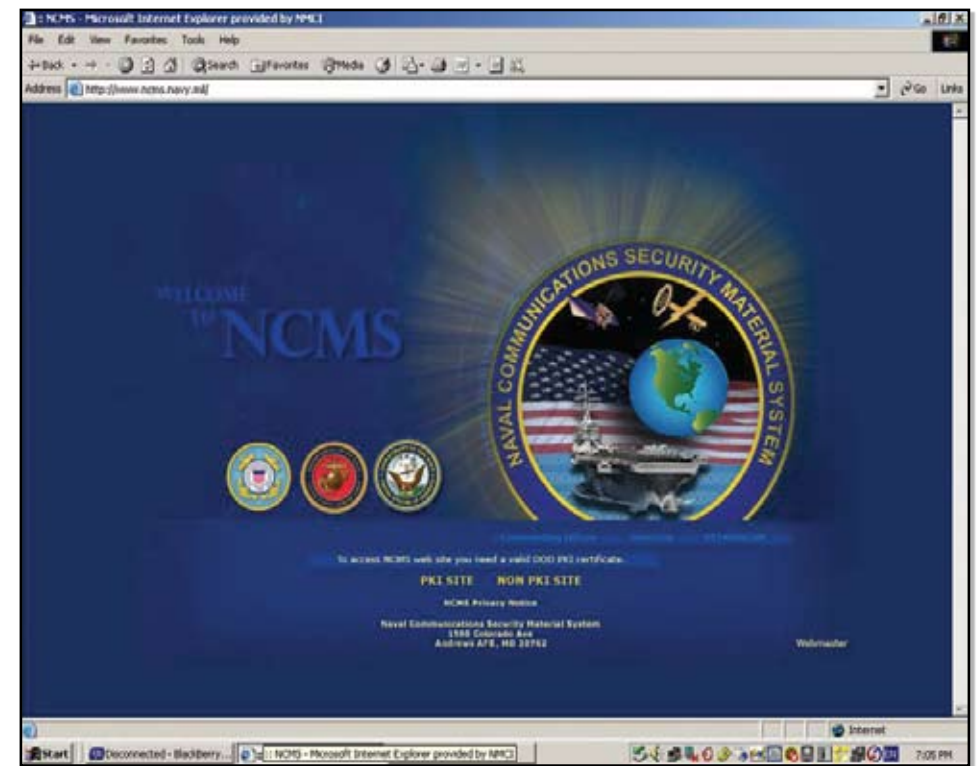 :: NCMS - Microsoft Internet Explorer provided by NMCI
File Edit View Favorites Tools Help
Back Search Favorites Media
Address http://www.ncms.navy.mil/ Go Links
NAVAL COMMUNICATIONS SECURITY MATERIAL SYSTEM
WELCOME
TO NCMS
To access NCMS web site you need a valid DOD PKI certificate.
PKI SITE NON PKI SITE
NCMS Privacy Notice
Naval Communications Security Material System
Colorado Ave
Andrews AFB, MD 20762
Webmaster
Internet
Start Disconnected - BlackBerry... :: NCMS - Microsoft Internet Explorer provided by NMCI EN 7:05 PM